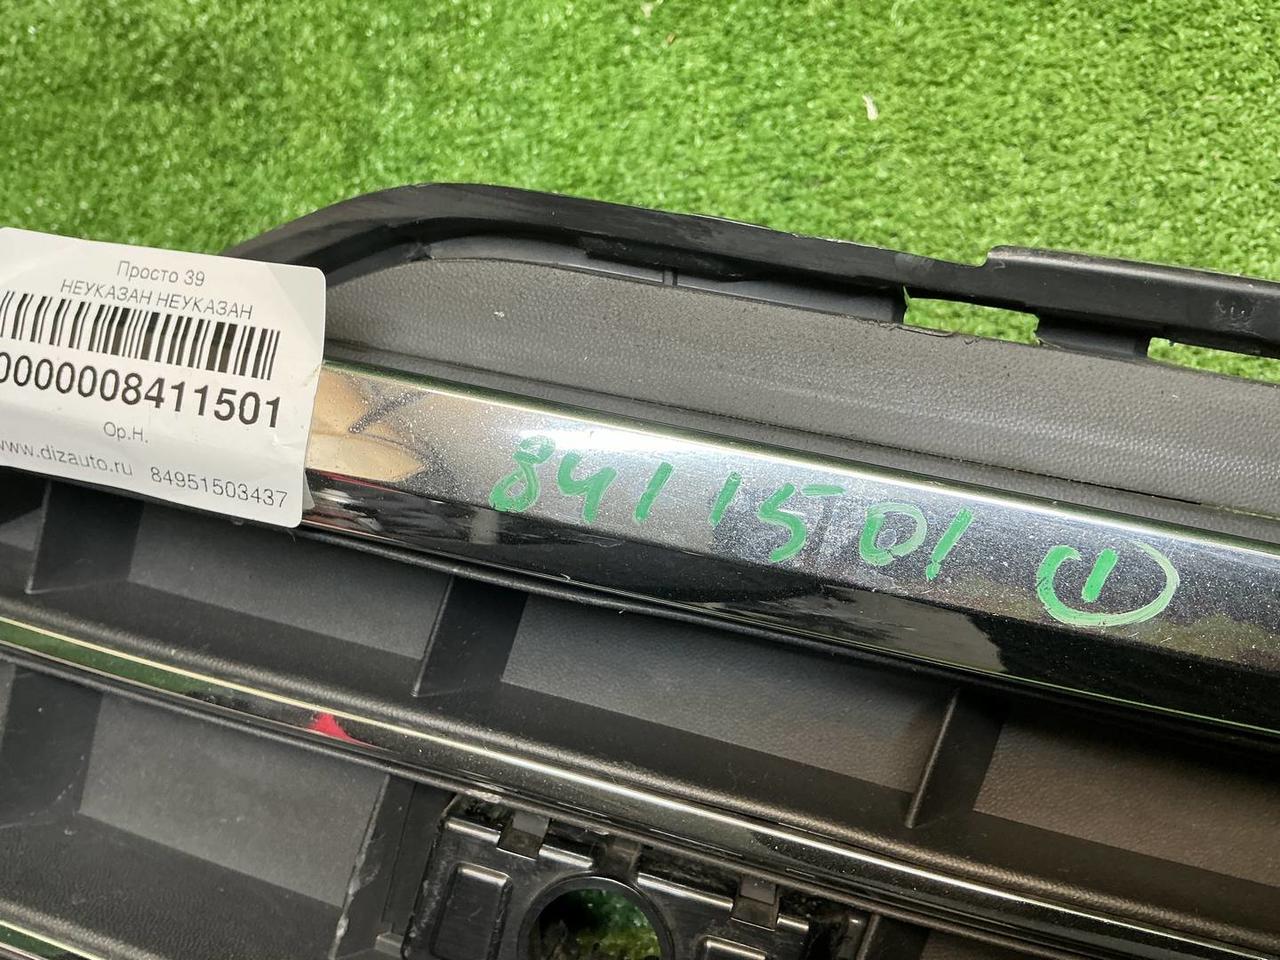 Просто 39
НЕУКАЗАН НЕУКАЗАН
0000008411501
Ор.Н.
www.dizauto.ru 84951503437
8411501 1